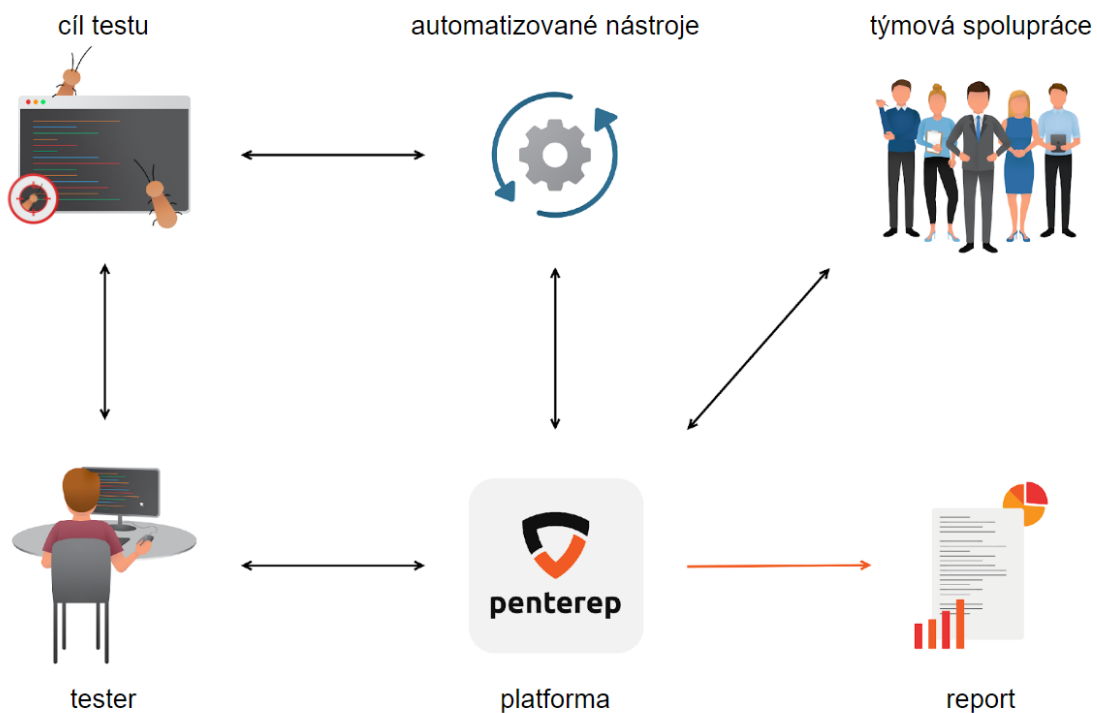 cíl testu
automatizované nástroje
týmová spolupráce
penterep
tester
platforma
report